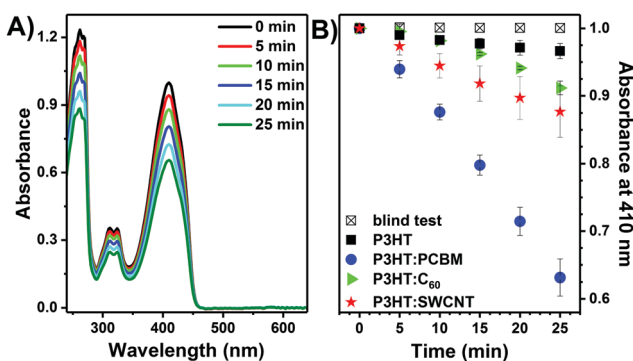 A)
0 min
5 min
10 min
15 min
20 min
25 min
1.2
0.9
0.6
0.3
0.0
Absorbance
300
400
500
600
Wavelength (nm)
B)
blind test
P3HT
P3HT:PCBM
P3HT:C₆₀
P3HT:SWCNT
1.0
0.9
0.8
0.7
0.6
Absorbance at 410 nm
0
5
10
15
20
25
Time (min)